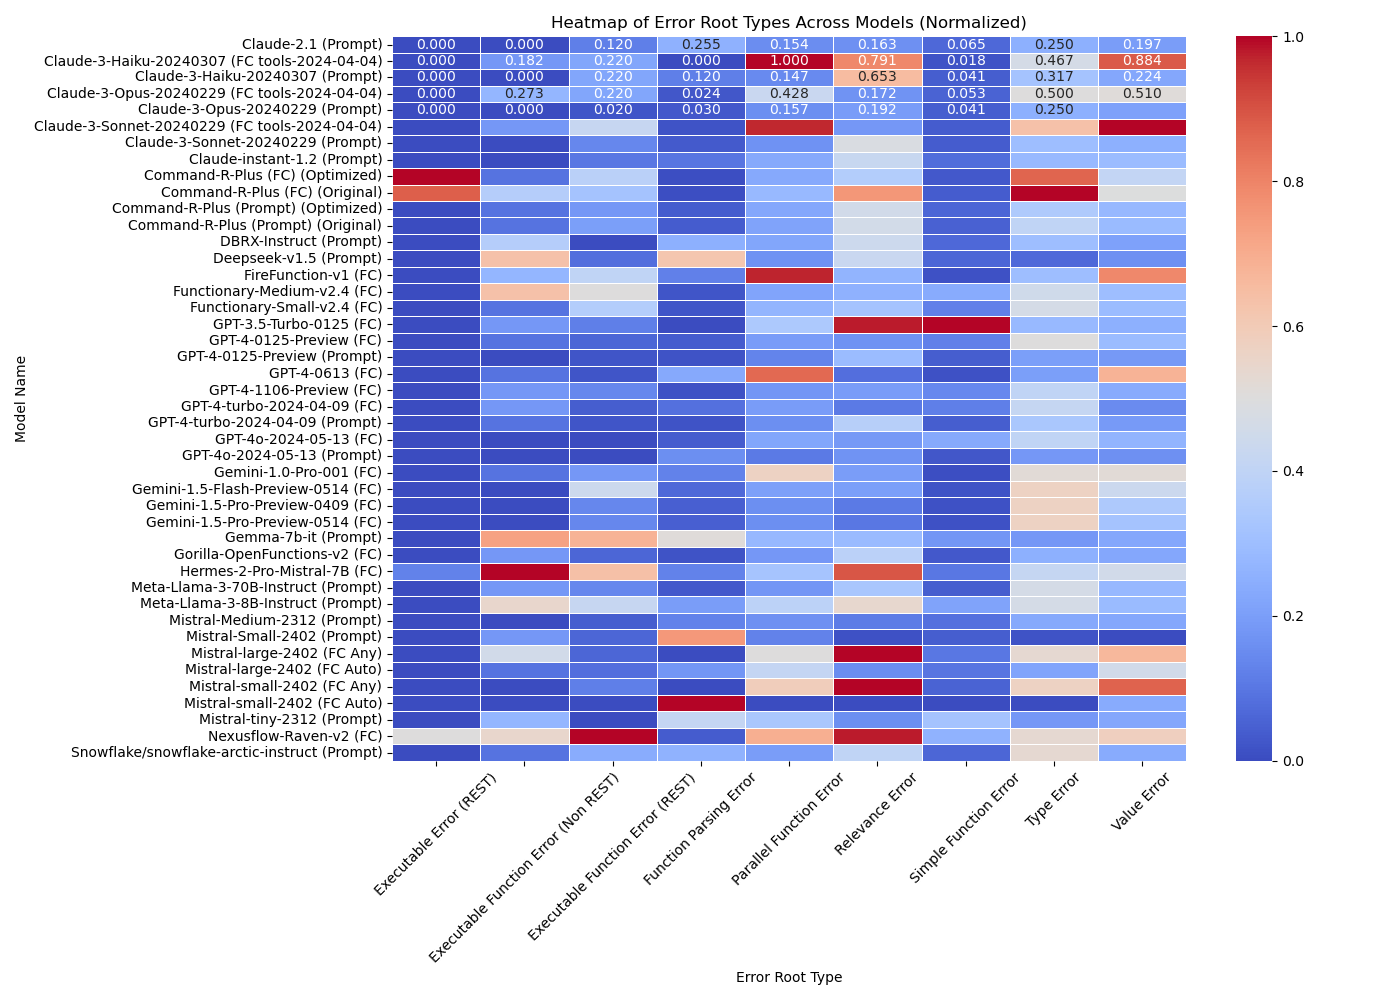 Heatmap of Error Root Types Across Models (Normalized)
Claude-2.1 (Prompt) 0.000 0.000 0.120 0.255 0.154 0.163 0.065 0.250 0.197
Claude-3-Haiku-20240307 (FC tools-2024-04-04) 0.000 0.182 0.220 0.000 1.000 0.791 0.018 0.467 0.884
Claude-3-Haiku-20240307 (Prompt) 0.000 0.000 0.220 0.120 0.147 0.653 0.041 0.317 0.224
Claude-3-Opus-20240229 (FC tools-2024-04-04) 0.000 0.273 0.220 0.024 0.428 0.172 0.053 0.500 0.510
Claude-3-Opus-20240229 (Prompt) 0.000 0.000 0.020 0.030 0.157 0.192 0.041 0.250
Claude-3-Sonnet-20240229 (FC tools-2024-04-04)
Claude-3-Sonnet-20240229 (Prompt)
Claude-instant-1.2 (Prompt)
Command-R-Plus (FC) (Optimized)
Command-R-Plus (FC) (Original)
Command-R-Plus (Prompt) (Optimized)
Command-R-Plus (Prompt) (Original)
DBRX-Instruct (Prompt)
Deepseek-v1.5 (Prompt)
FireFunction-v1 (FC)
Functionary-Medium-v2.4 (FC)
Functionary-Small-v2.4 (FC)
GPT-3.5-Turbo-0125 (FC)
GPT-4-0125-Preview (FC)
GPT-4-0125-Preview (Prompt)
GPT-4-0613 (FC)
GPT-4-1106-Preview (FC)
GPT-4-turbo-2024-04-09 (FC)
GPT-4-turbo-2024-04-09 (Prompt)
GPT-4o-2024-05-13 (FC)
GPT-4o-2024-05-13 (Prompt)
Gemini-1.0-Pro-001 (FC)
Gemini-1.5-Flash-Preview-0514 (FC)
Gemini-1.5-Pro-Preview-0409 (FC)
Gemini-1.5-Pro-Preview-0514 (FC)
Gemma-7b-it (Prompt)
Gorilla-OpenFunctions-v2 (FC)
Hermes-2-Pro-Mistral-7B (FC)
Meta-Llama-3-70B-Instruct (Prompt)
Meta-Llama-3-8B-Instruct (Prompt)
Mistral-Medium-2312 (Prompt)
Mistral-Small-2402 (Prompt)
Mistral-large-2402 (FC Any)
Mistral-large-2402 (FC Auto)
Mistral-small-2402 (FC Any)
Mistral-small-2402 (FC Auto)
Mistral-tiny-2312 (Prompt)
Nexusflow-Raven-v2 (FC)
Snowflake/snowflake-arctic-instruct (Prompt)
Model Name
Executable Error (REST)
Executable Function Error (Non REST)
Executable Function Error (REST)
Function Parsing Error
Parallel Function Error
Relevance Error
Simple Function Error
Type Error
Value Error
Error Root Type
1.0
0.8
0.6
0.4
0.2
0.0